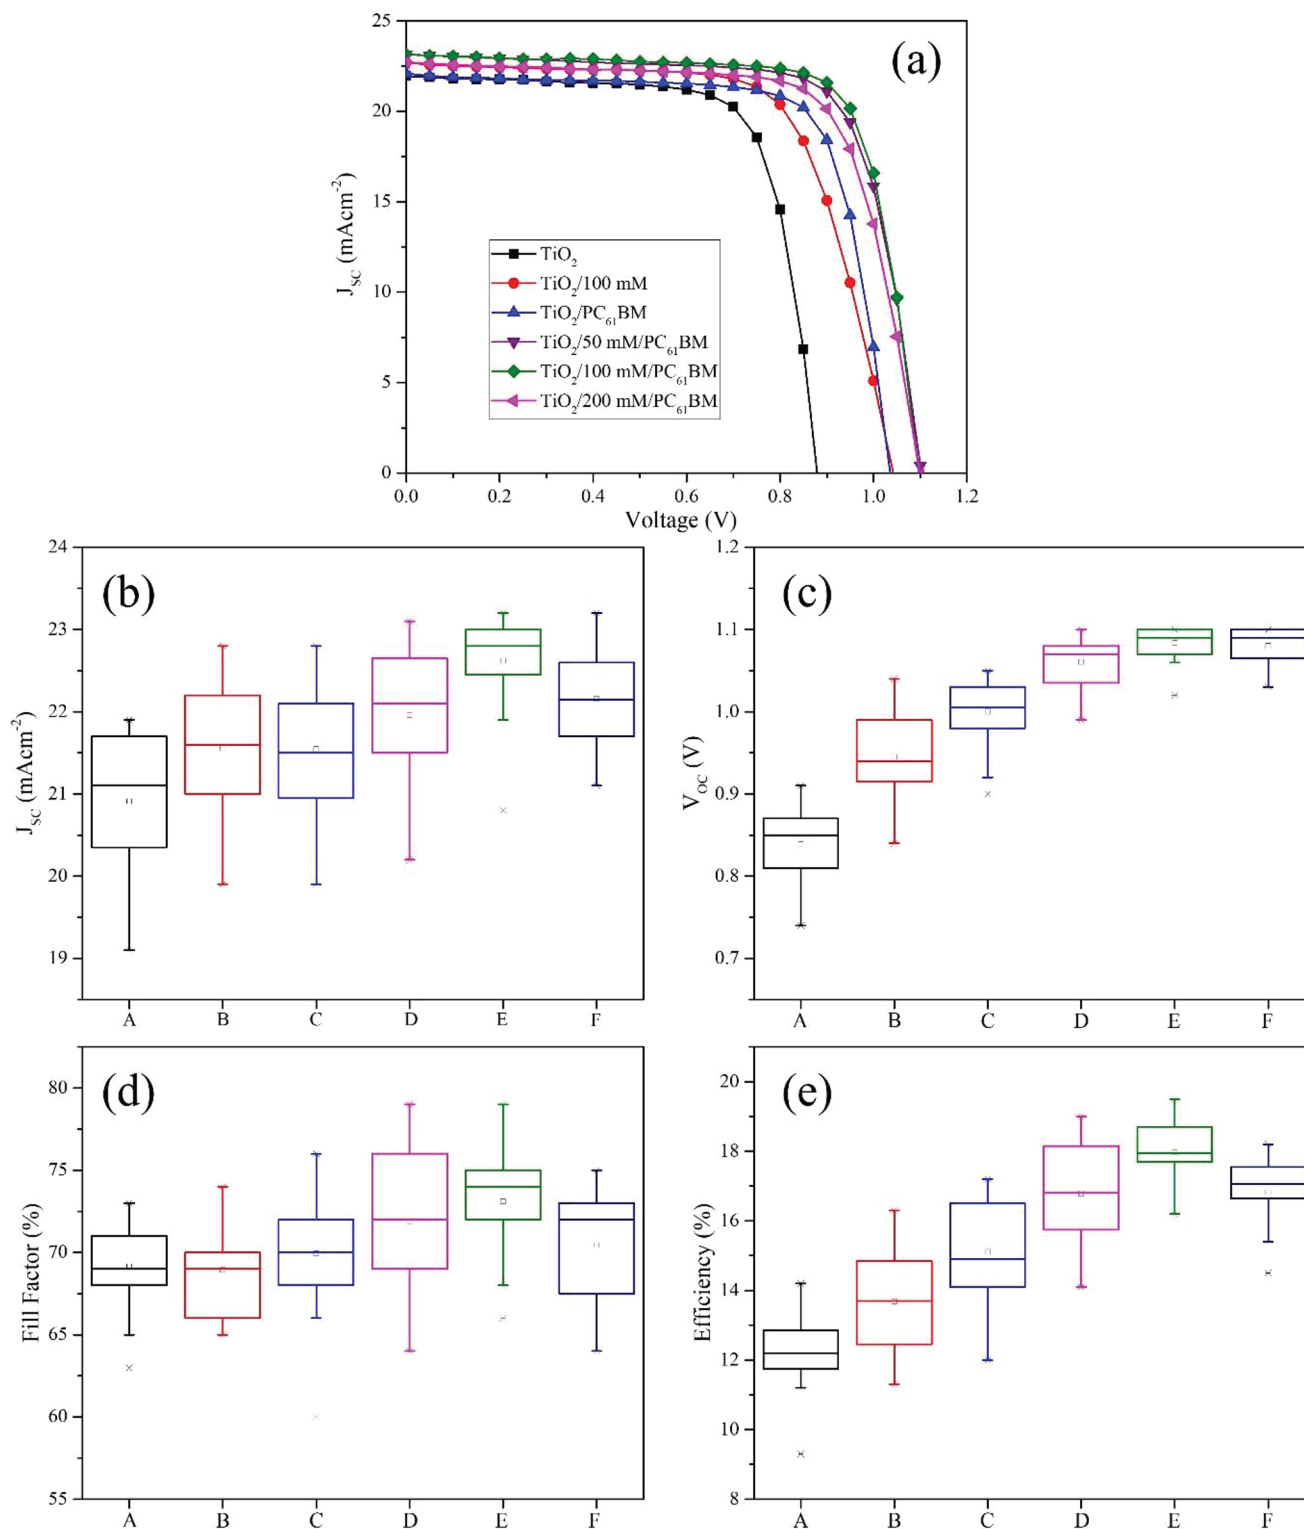 (a)
25
20
15
10
5
0
J_SC (mAcm⁻²)
TiO₂
TiO₂/100 mM
TiO₂/PC₆₁BM
TiO₂/50 mM/PC₆₁BM
TiO₂/100 mM/PC₆₁BM
TiO₂/200 mM/PC₆₁BM
0.0 0.2 0.4 0.6 0.8 1.0 1.2
Voltage (V)
(b)
24
23
22
21
20
19
J_SC (mAcm⁻²)
A B C D E F
(c)
1.2
1.1
1.0
0.9
0.8
0.7
V_OC (V)
A B C D E F
(d)
80
75
70
65
60
55
Fill Factor (%)
A B C D E F
(e)
20
18
16
14
12
10
8
Efficiency (%)
A B C D E F